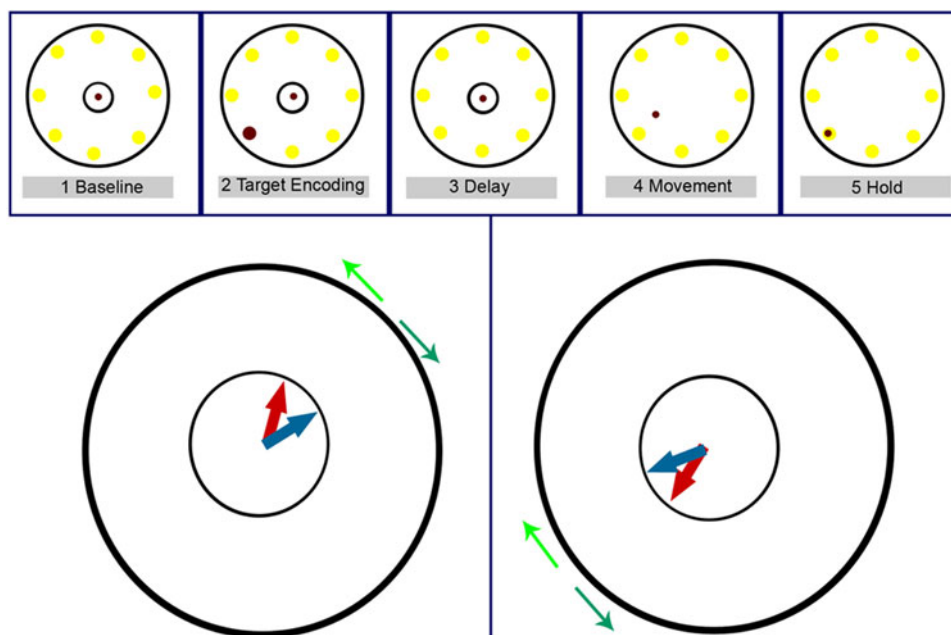 1 Baseline
2 Target Encoding
3 Delay
4 Movement
5 Hold